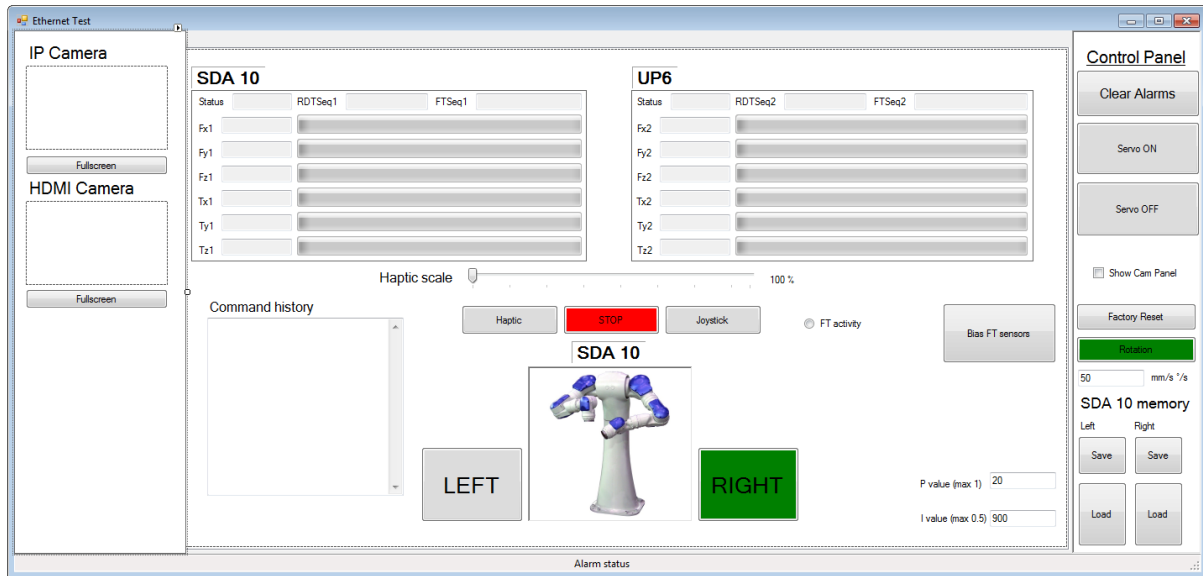 Ethernet Test
IP Camera
Fullscreen
HDMI Camera
Fullscreen
SDA 10
Status RDTSeq1 FTSeq1
Fx1
Fy1
Fz1
Tx1
Ty1
Tz1
UP6
Status RDTSeq2 FTSeq2
Fx2
Fy2
Fz2
Tx2
Ty2
Tz2
Haptic scale 100 %
Command history
Haptic STOP Joystick FT activity
Bias FT sensors
SDA 10
LEFT RIGHT
P value (max 1) 20
I value (max 0.5) 900
Control Panel
Clear Alarms
Servo ON
Servo OFF
Show Cam Panel
Factory Reset
Rotation
50 mm/s °/s
SDA 10 memory
Left Right
Save Save
Load Load
Alarm status